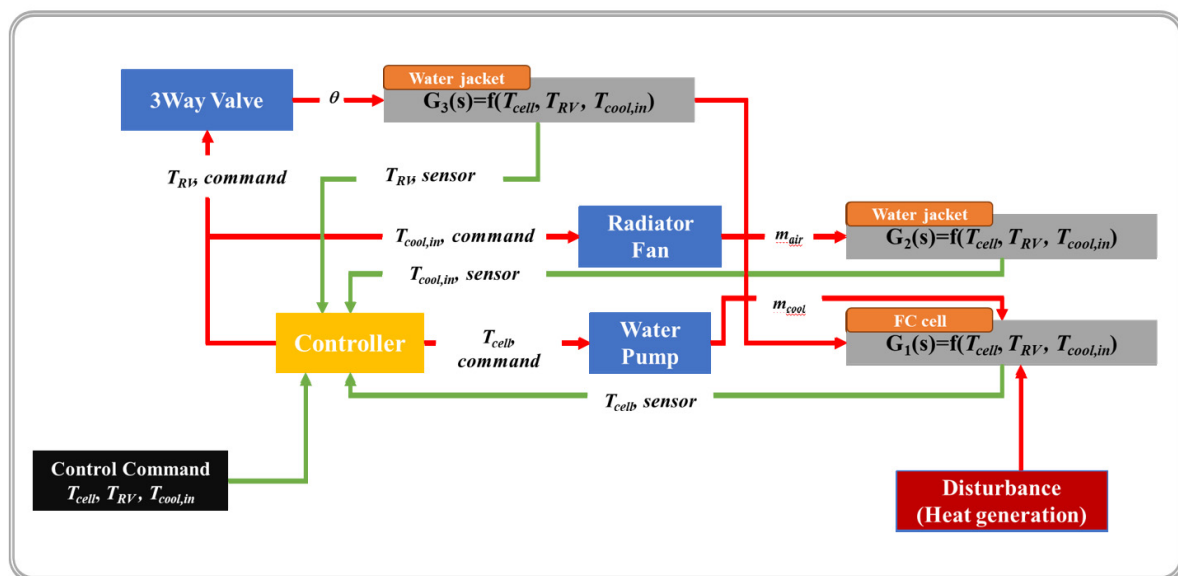 Water jacket
3Way Valve
θ
G3(s)=f(Tcell, TRV, Tcool,in)
TRV, command
TRV, sensor
Water jacket
Radiator
Fan
Tcool,in, command
mair
G2(s)=f(Tcell, TRV, Tcool,in)
Tcool,in, sensor
mcool
FC cell
Controller
Tcell, command
Water
Pump
G1(s)=f(Tcell, TRV, Tcool,in)
Tcell, sensor
Control Command
Tcell, TRV, Tcool,in
Disturbance
(Heat generation)